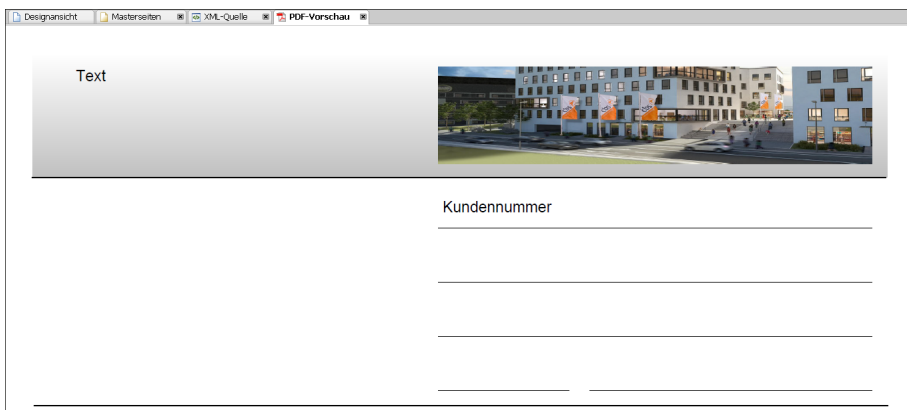 Designansicht Masterseiten XML-Quelle PDF-Vorschau
Text
Kundennummer